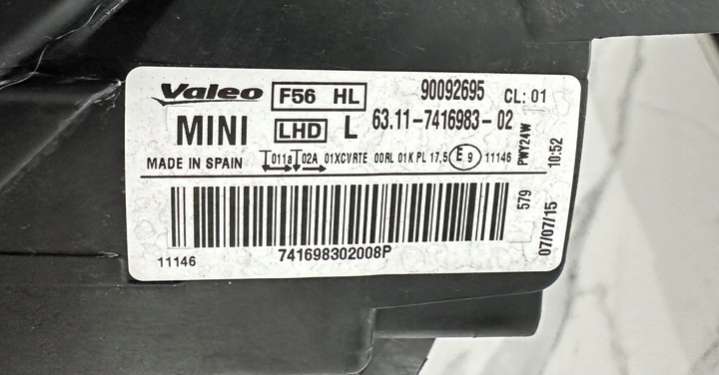 Valeo F56 HL 90092695 CL: 01
MINI LHD L 63.11-7416983-02
MADE IN SPAIN 011a 02A 01XCVRTE 00RL 01K PL 17,5 E9 11146
PWY24W 10:52
579 07/07/15
741698302008P
11146